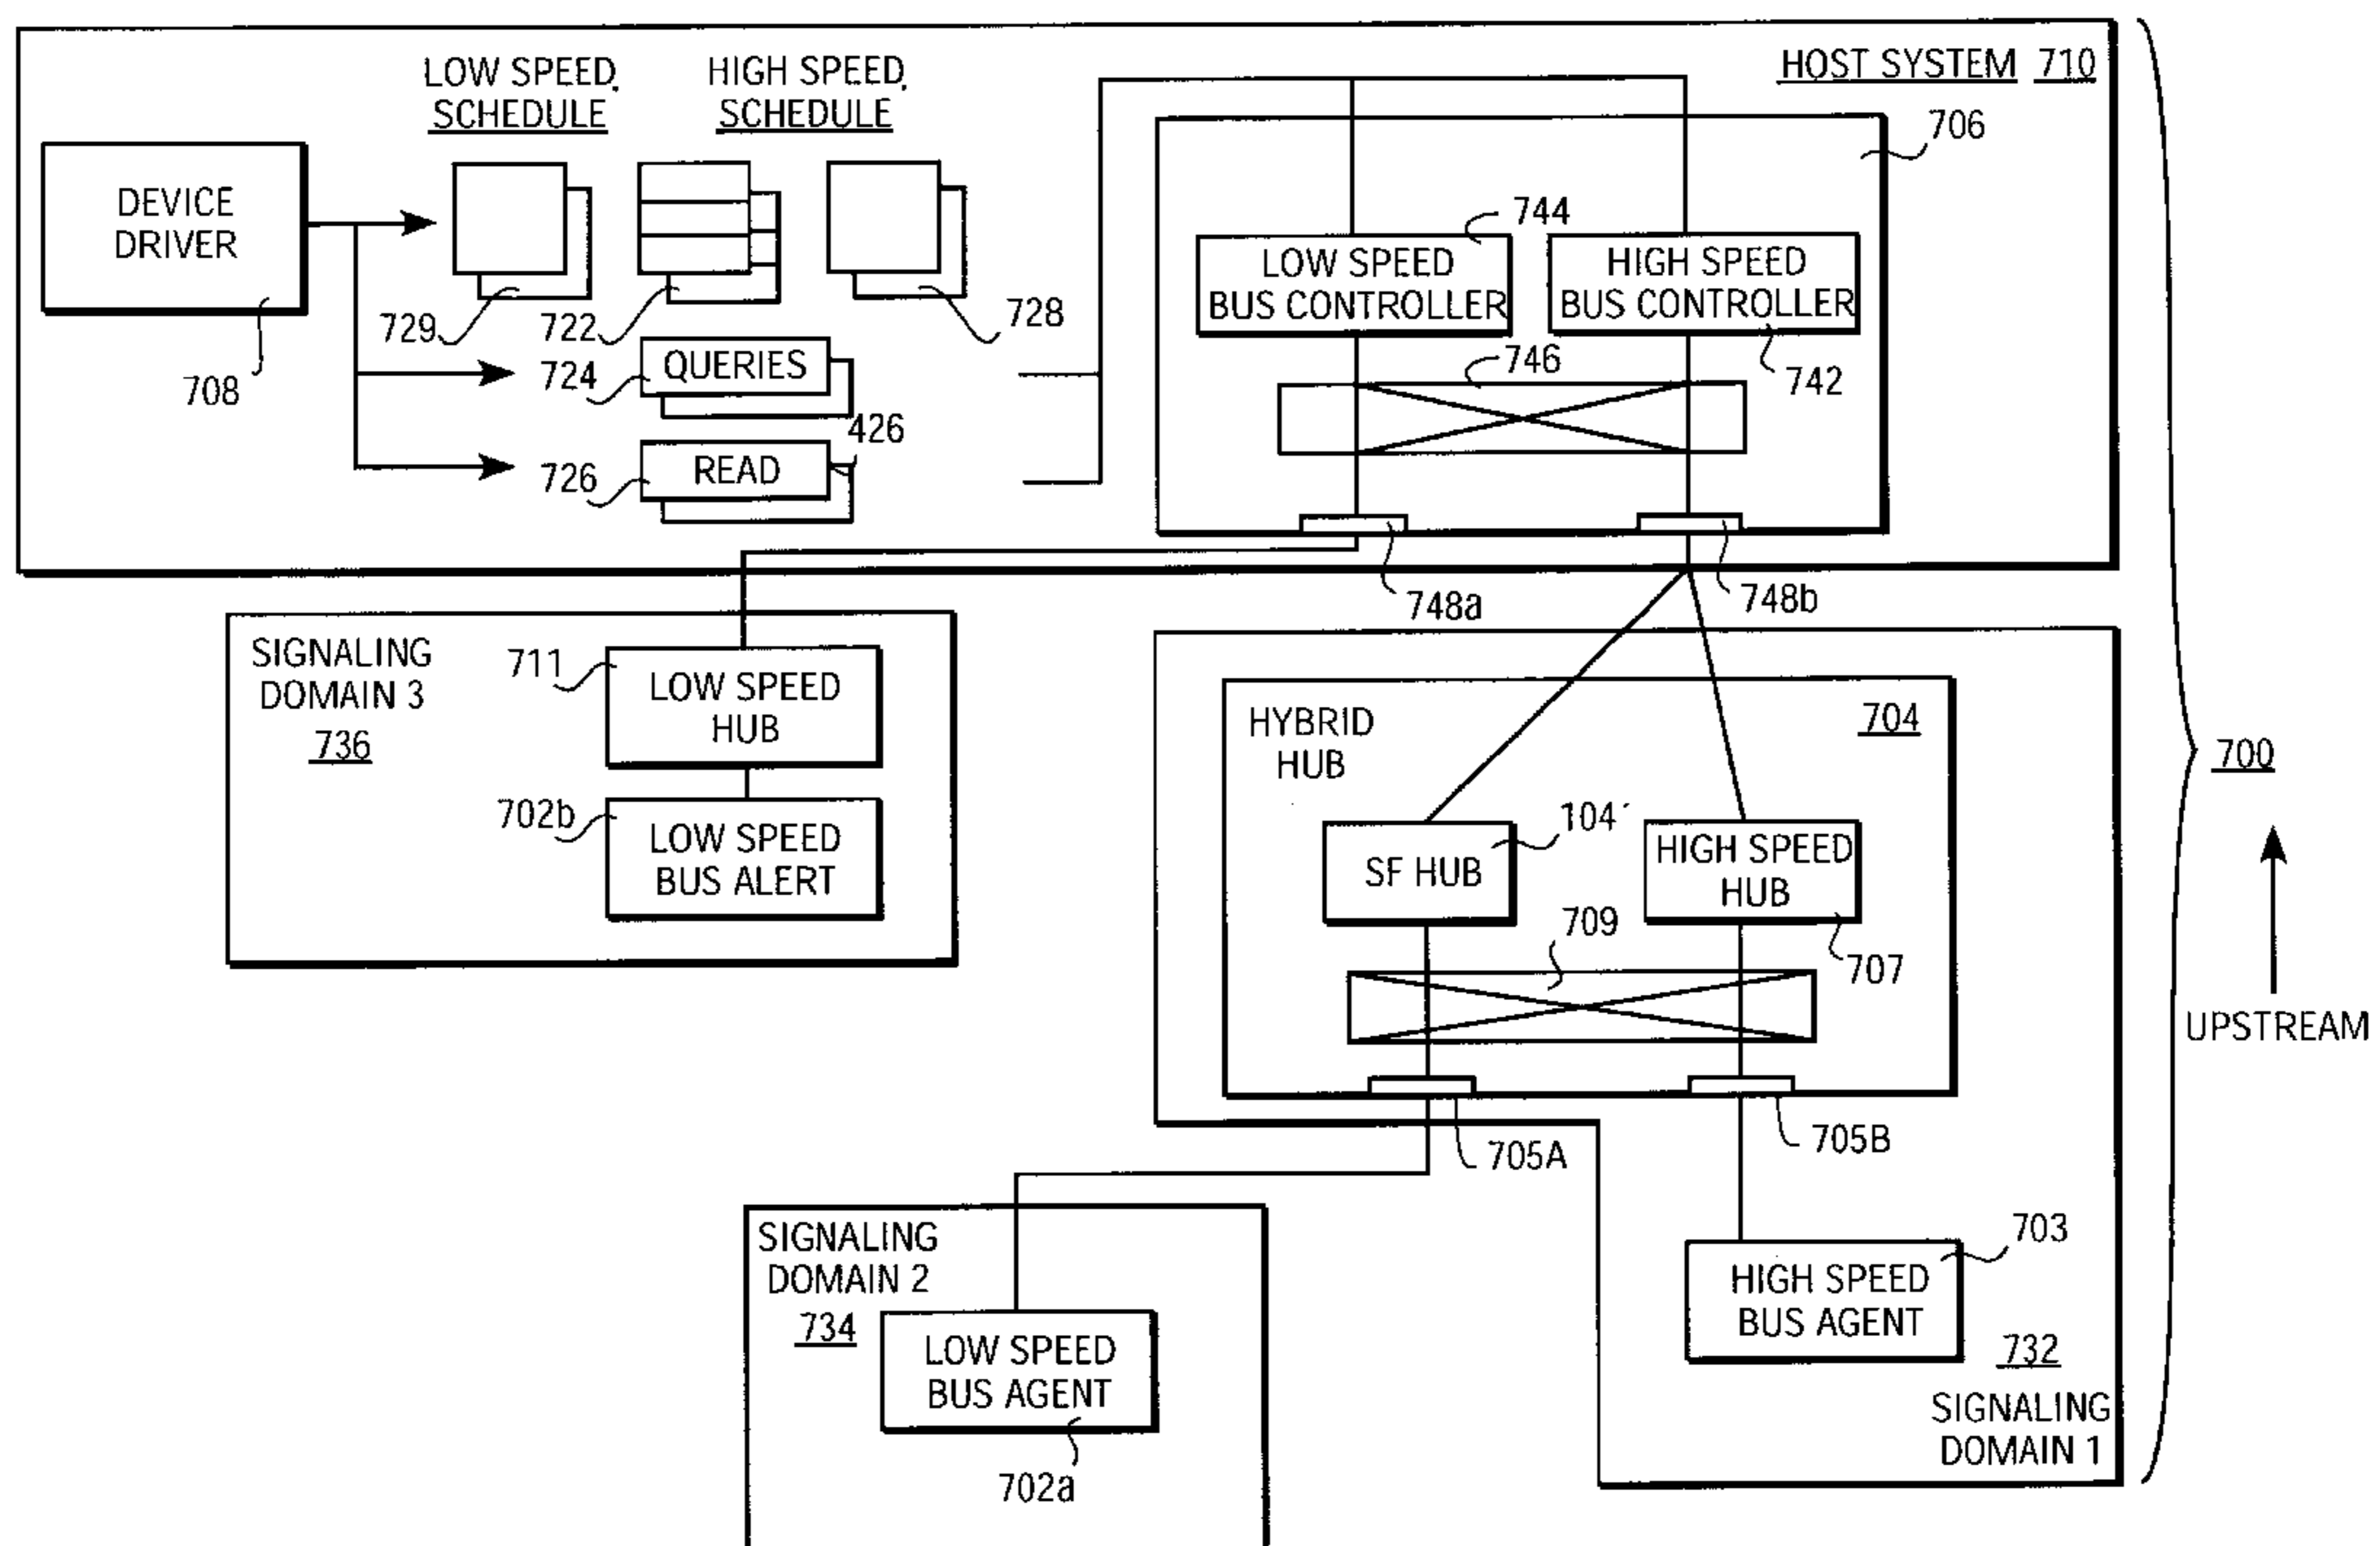 HOST SYSTEM 710
LOW SPEED
SCHEDULE
HIGH SPEED
SCHEDULE
706
DEVICE
DRIVER
708
729
722
728
724
QUERIES
426
726
READ
744
LOW SPEED
BUS CONTROLLER
HIGH SPEED
BUS CONTROLLER
746
742
748a
748b
SIGNALING
DOMAIN 3
736
711
LOW SPEED
HUB
702b
LOW SPEED
BUS ALERT
HYBRID
HUB
704
700
104'
SF HUB
HIGH SPEED
HUB
709
707
UPSTREAM
705A
705B
SIGNALING
DOMAIN 2
734
LOW SPEED
BUS AGENT
702a
703
HIGH SPEED
BUS AGENT
732
SIGNALING
DOMAIN 1